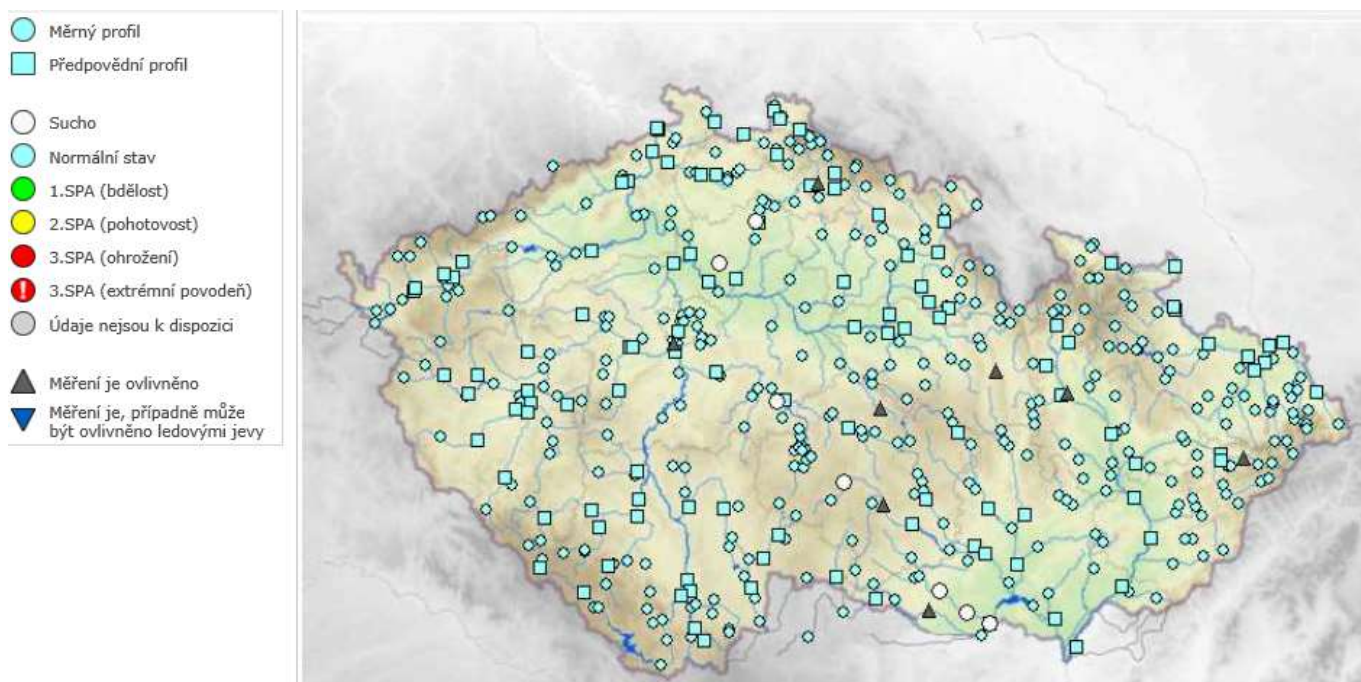 Měrný profil
Předpovědní profil
Sucho
Normální stav
1.SPA (bdělost)
2.SPA (pohotovost)
3.SPA (ohrožení)
3.SPA (extrémní povodeň)
Údaje nejsou k dispozici
Měření je ovlivněno
Měření je, případně může
být ovlivněno ledovými jevy